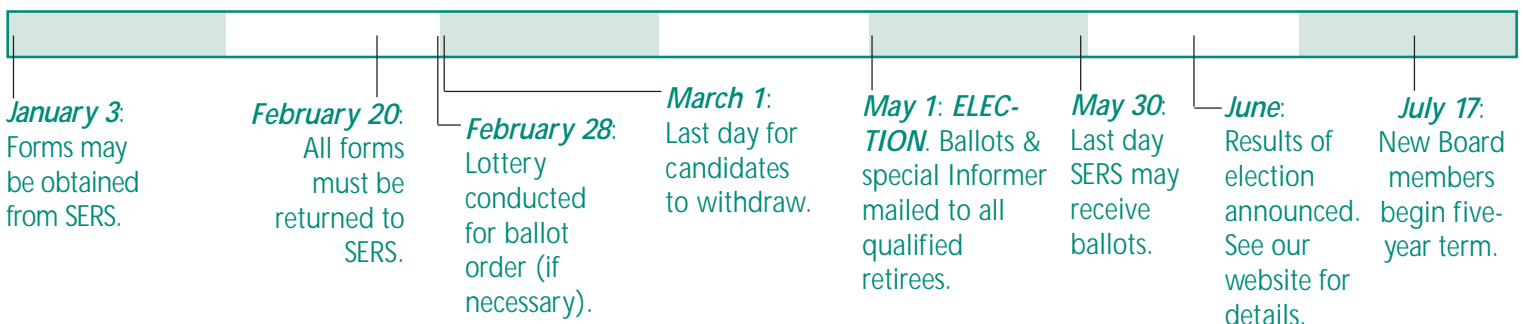 January 3:
Forms may
be obtained
from SERS.
February 20:
All forms
must be
returned to
SERS.
February 28:
Lottery
conducted
for ballot
order (if
necessary).
March 1:
Last day for
candidates
to withdraw.
May 1: ELEC-
TION. Ballots &
special Informer
mailed to all
qualified
retirees.
May 30:
Last day
SERS may
receive
ballots.
June:
Results of
election
announced.
See our
website for
details.
July 17:
New Board
members
begin five-
year term.